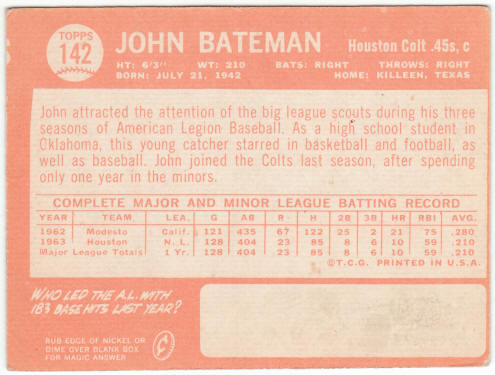 TOPPS
142
JOHN BATEMAN
Houston Colt .45s, c
HT: 6'3" WT: 210 BATS: RIGHT THROWS: RIGHT
BORN: JULY 21, 1942 HOME: KILLEEN, TEXAS
John attracted the attention of the big league scouts during his three
seasons of American Legion Baseball. As a high school student in
Oklahoma, this young catcher starred in basketball and football, as
well as baseball. John joined the Colts last season, after spending
only one year in the minors.
COMPLETE MAJOR AND MINOR LEAGUE BATTING RECORD
YEAR TEAM LEA. G AB R H 2B 3B HR RBI AVG.
1962 Modesto Calif. 121 435 67 122 25 2 21 75 .280
1963 Houston N. L. 128 404 23 85 8 6 10 59 .210
Major League Totals 1 Yr. 128 404 23 85 8 6 10 59 .210
©T.C.G. PRINTED IN U.S.A.
WHO LED THE A.L. WITH
183 BASE HITS LAST YEAR?
RUB EDGE OF NICKEL OR
DIME OVER BLANK BOX
FOR MAGIC ANSWER